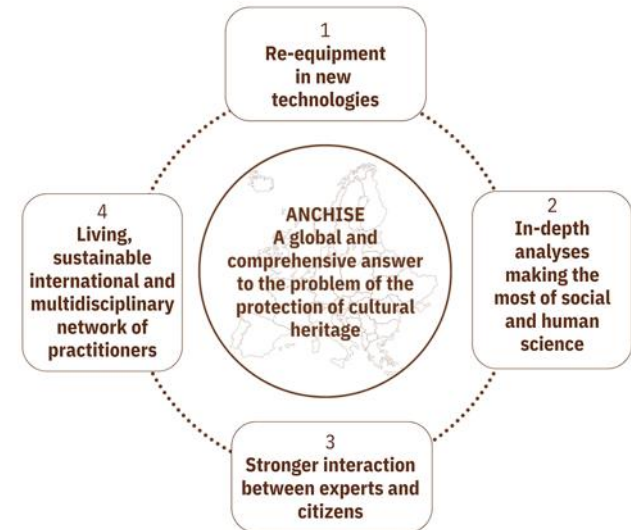 1
Re-equipment
in new
technologies
ANCHISE
A global and
comprehensive answer
to the problem of the
protection of cultural
heritage
2
In-depth
analyses
making the
most of social
and human
science
3
Stronger interaction
between experts and
citizens
4
Living,
sustainable
international and
multidisciplinary
network of
practitioners